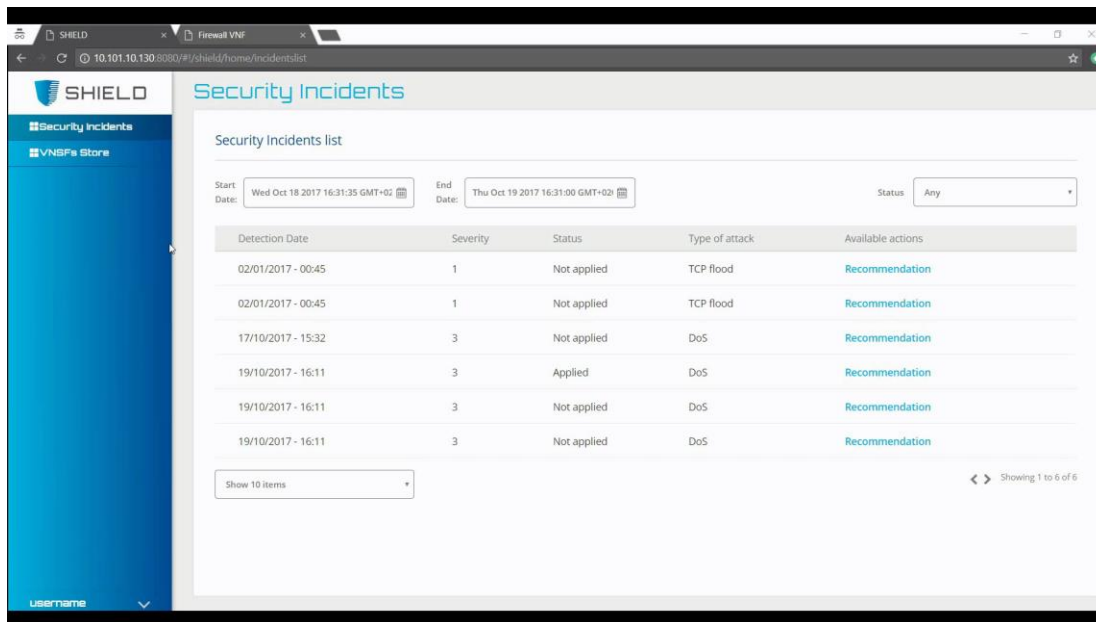 SHIELD
Firewall VNF
10.101.10.130:8080/#!/shield/home/incidentslist
SHIELD
Security Incidents
Security Incidents
VNSFs Store
Security Incidents list
Start Date:
Wed Oct 18 2017 16:31:35 GMT+02
End Date:
Thu Oct 19 2017 16:31:00 GMT+02
Status
Any
Detection Date Severity Status Type of attack Available actions
02/01/2017 - 00:45 1 Not applied TCP flood Recommendation
02/01/2017 - 00:45 1 Not applied TCP flood Recommendation
17/10/2017 - 15:32 3 Not applied DoS Recommendation
19/10/2017 - 16:11 3 Applied DoS Recommendation
19/10/2017 - 16:11 3 Not applied DoS Recommendation
19/10/2017 - 16:11 3 Not applied DoS Recommendation
Show 10 items
Showing 1 to 6 of 6
username